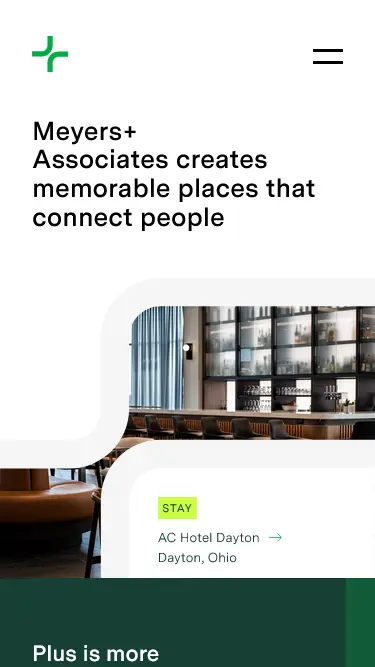 Meyers+
Associates creates
memorable places that
connect people
STAY
AC Hotel Dayton →
Dayton, Ohio
Plus is more